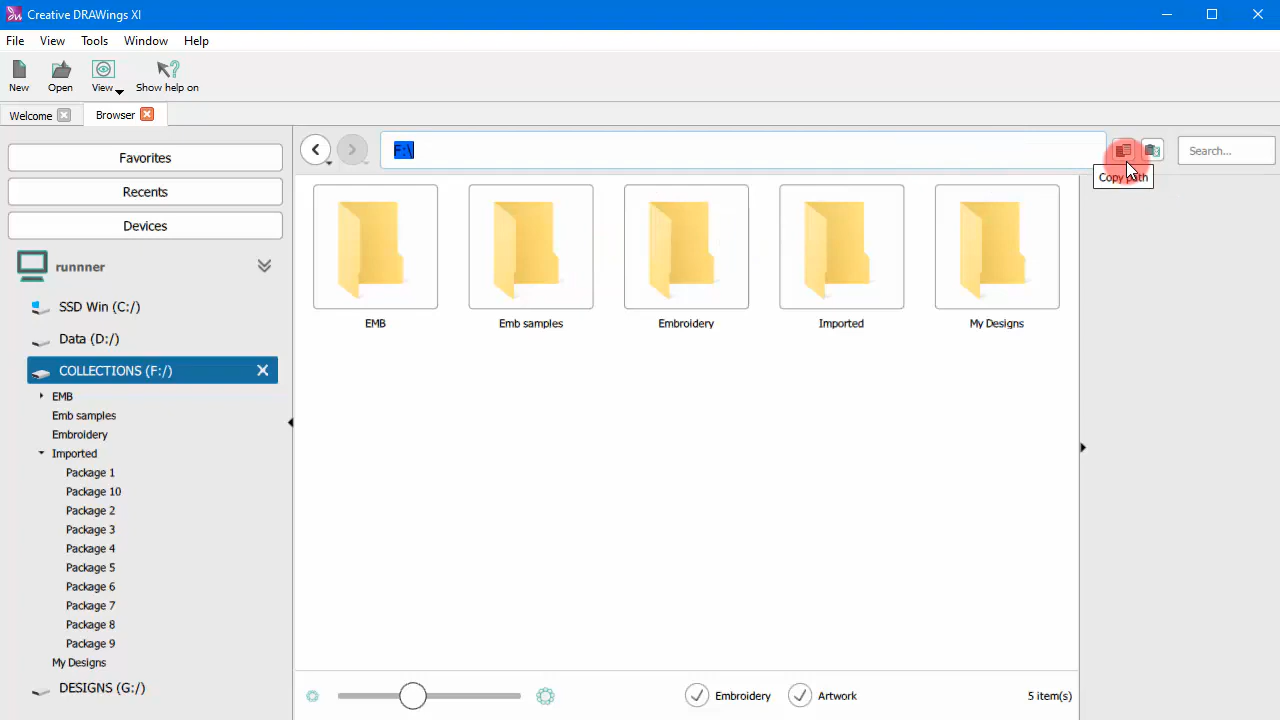 Creative DRAWings XI
File View Tools Window Help
New Open View Show help on
Welcome Browser
Favorites
Recents
Devices
runnner
SSD Win (C:/)
Data (D:/)
COLLECTIONS (F:/)
EMB
Emb samples
Embroidery
Imported
Package 1
Package 10
Package 2
Package 3
Package 4
Package 5
Package 6
Package 7
Package 8
Package 9
My Designs
DESIGNS (G:/)
F:\
Search...
Copy path
EMB Emb samples Embroidery Imported My Designs
Embroidery Artwork 5 item(s)